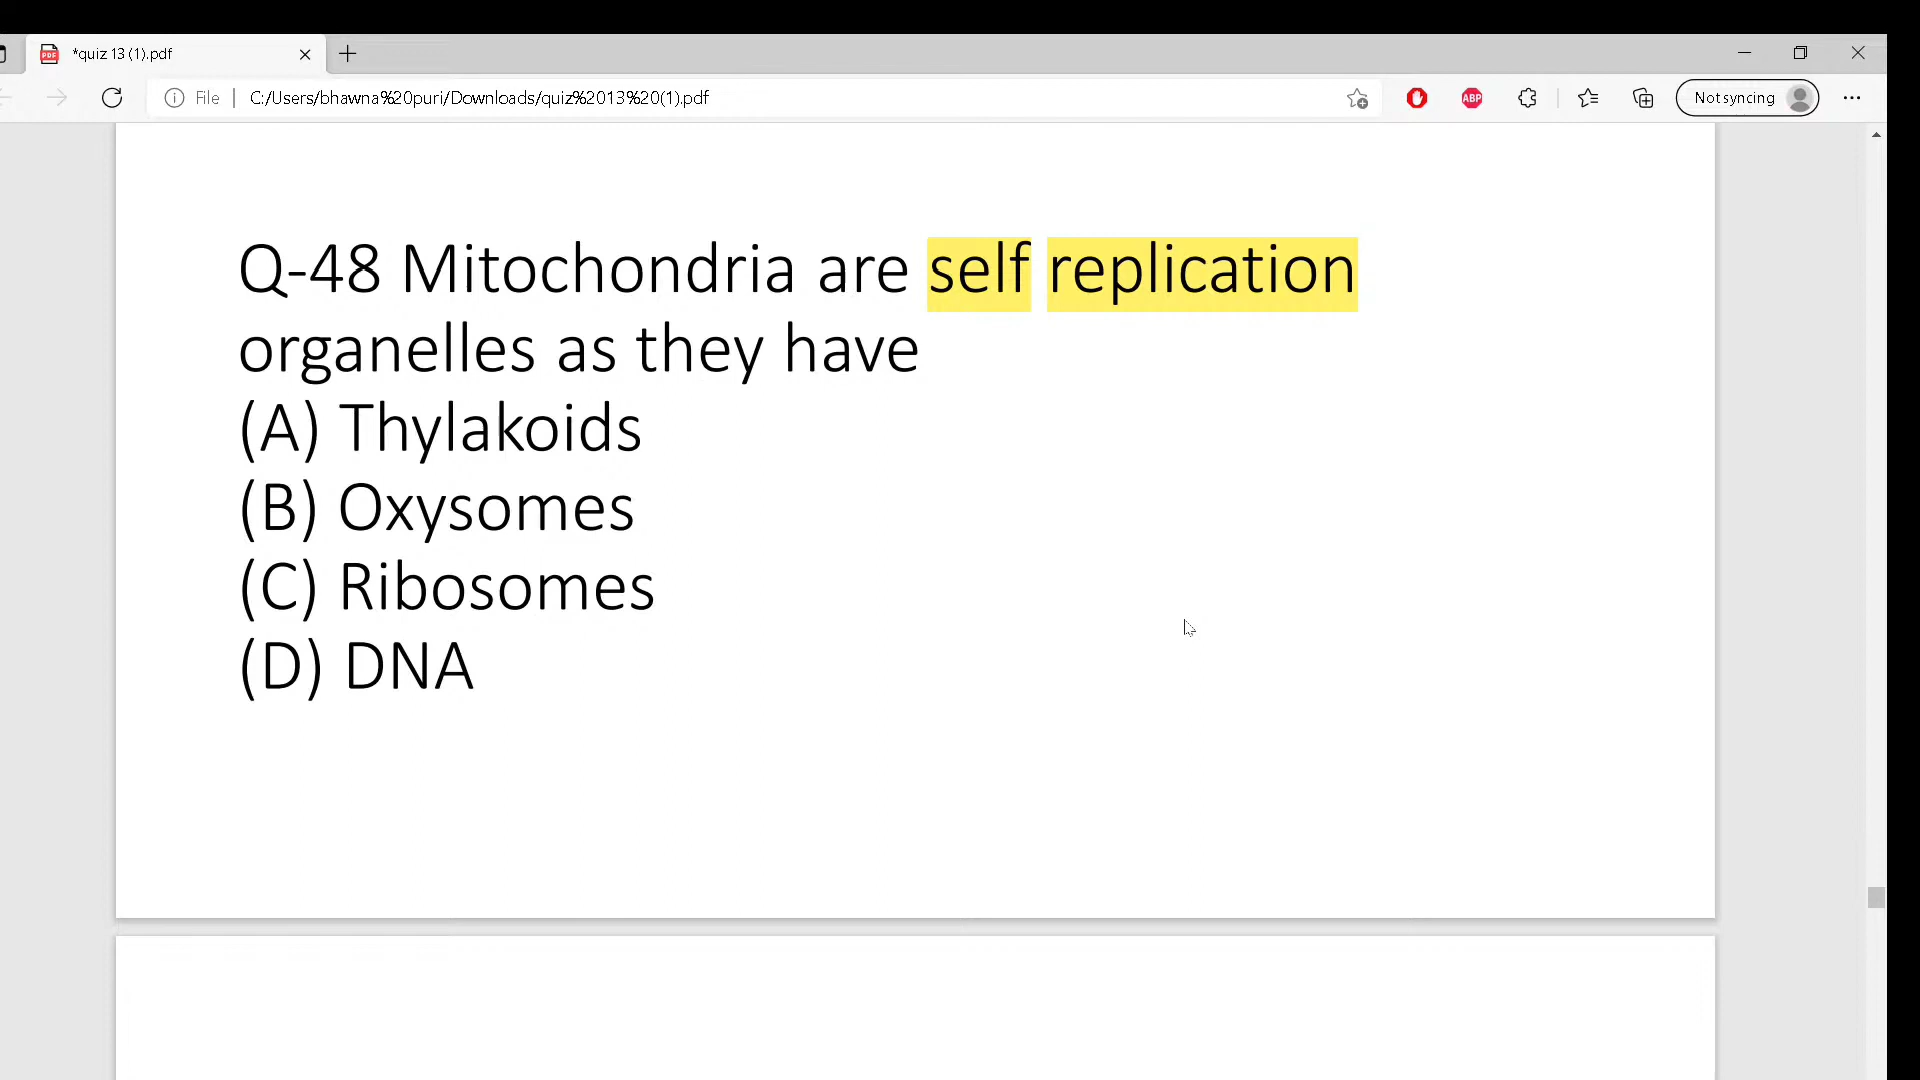 *quiz 13 (1).pdf
File | C:/Users/bhawna%20puri/Downloads/quiz%2013%20(1).pdf
ABP
Not syncing
Q-48 Mitochondria are self replication
organelles as they have
(A) Thylakoids
(B) Oxysomes
(C) Ribosomes
(D) DNA